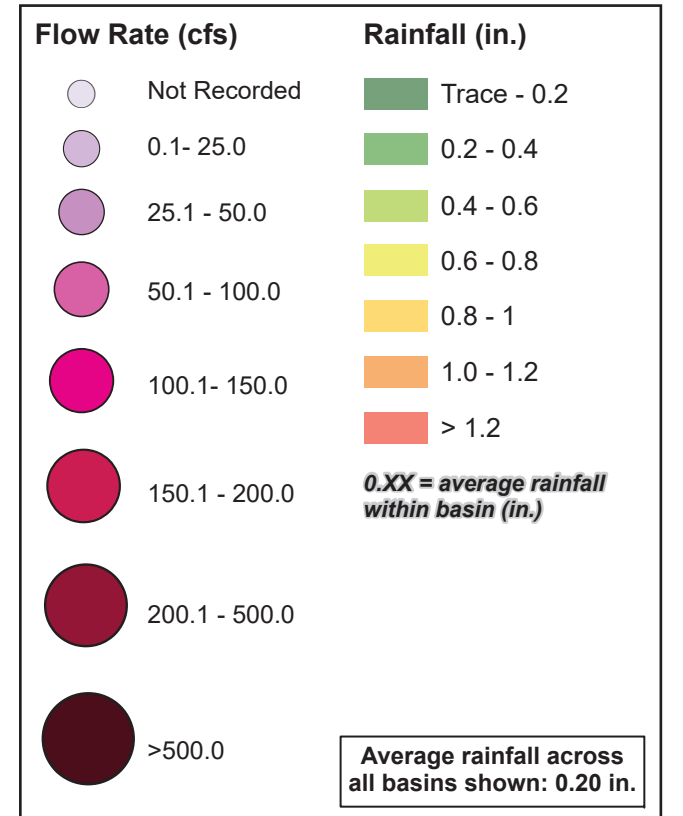 Flow Rate (cfs)
Not Recorded
0.1- 25.0
25.1 - 50.0
50.1 - 100.0
100.1- 150.0
150.1 - 200.0
200.1 - 500.0
>500.0
Rainfall (in.)
Trace - 0.2
0.2 - 0.4
0.4 - 0.6
0.6 - 0.8
0.8 - 1
1.0 - 1.2
> 1.2
0.XX = average rainfall
within basin (in.)
Average rainfall across
all basins shown: 0.20 in.